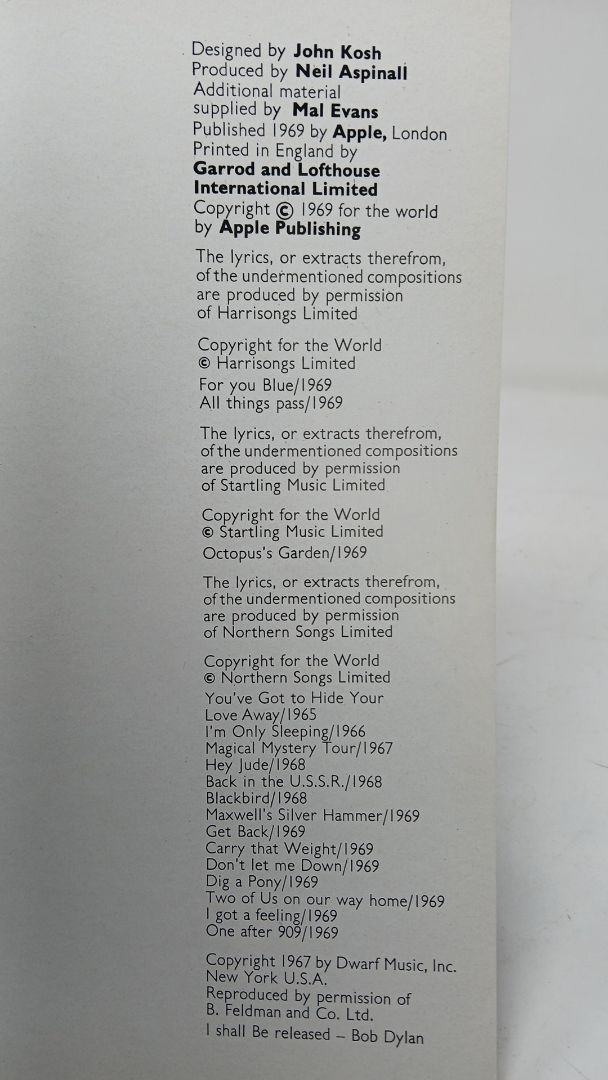 Designed by John Kosh
Produced by Neil Aspinall
Additional material
supplied by Mal Evans
Published 1969 by Apple, London
Printed in England by
Garrod and Lofthouse
International Limited
Copyright © 1969 for the world
by Apple Publishing
The lyrics, or extracts therefrom,
of the undermentioned compositions
are produced by permission
of Harrisongs Limited
Copyright for the World
© Harrisongs Limited
For you Blue/1969
All things pass/1969
The lyrics, or extracts therefrom,
of the undermentioned compositions
are produced by permission
of Startling Music Limited
Copyright for the World
© Startling Music Limited
Octopus's Garden/1969
The lyrics, or extracts therefrom,
of the undermentioned compositions
are produced by permission
of Northern Songs Limited
Copyright for the World
© Northern Songs Limited
You've Got to Hide Your
Love Away/1965
I'm Only Sleeping/1966
Magical Mystery Tour/1967
Hey Jude/1968
Back in the U.S.S.R./1968
Blackbird/1968
Maxwell's Silver Hammer/1969
Get Back/1969
Carry that Weight/1969
Don't let me Down/1969
Dig a Pony/1969
Two of Us on our way home/1969
I got a feeling/1969
One after 909/1969
Copyright 1967 by Dwarf Music, Inc.
New York U.S.A.
Reproduced by permission of
B. Feldman and Co. Ltd.
I shall Be released – Bob Dylan